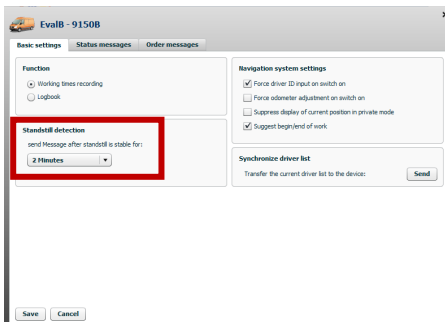 EvalB - 9150B
Basic settings
Status messages
Order messages
Function
Working times recording
Logbook
Standstill detection
send Message after standstill is stable for:
2 Minutes
Navigation system settings
Force driver ID input on switch on
Force odometer adjustment on switch on
Suppress display of current position in private mode
Suggest begin/end of work
Synchronize driver list
Transfer the current driver list to the device:
Send
Save
Cancel